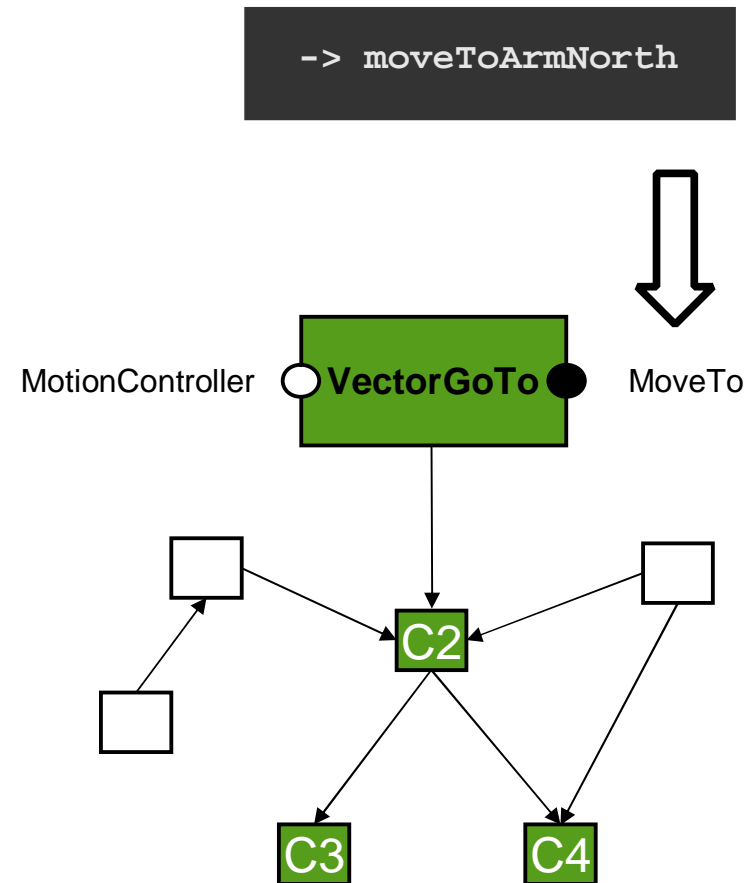 -> moveToArmNorth
MotionController
VectorGoTo
MoveTo
C2
C3
C4